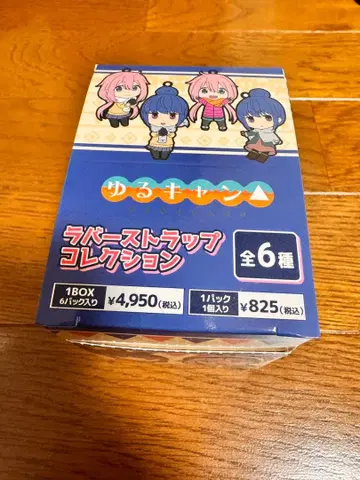 ゆるキャン△
ラバーストラップ
コレクション
全6種
1BOX
6パック入り
¥4,950(税込)
1パック
1個入り
¥825(税込)